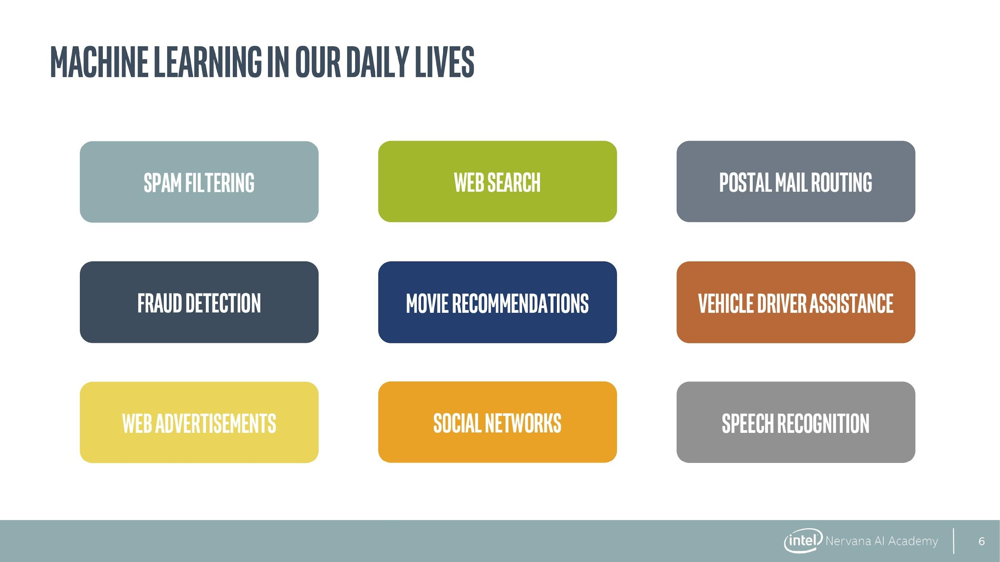 MACHINE LEARNING IN OUR DAILY LIVES
SPAM FILTERING
WEB SEARCH
POSTAL MAIL ROUTING
FRAUD DETECTION
MOVIE RECOMMENDATIONS
VEHICLE DRIVER ASSISTANCE
WEB ADVERTISEMENTS
SOCIAL NETWORKS
SPEECH RECOGNITION
intel Nervana AI Academy 6